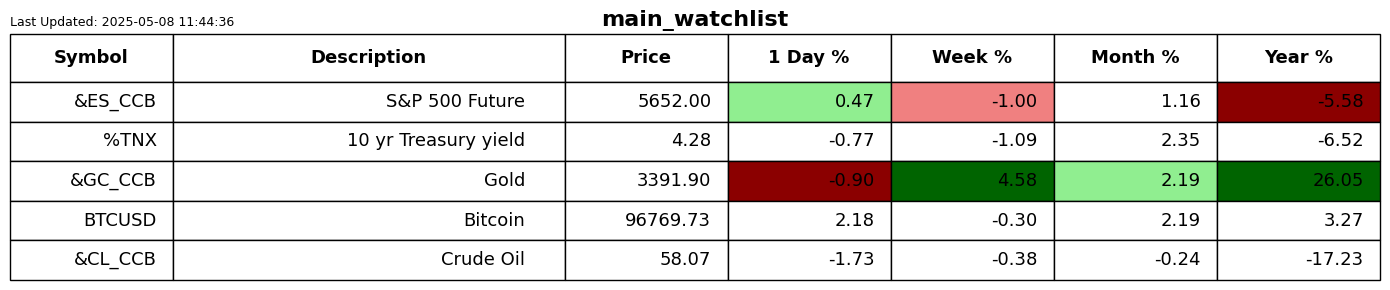 main_watchlist
Last Updated: 2025-05-08 11:44:36
Symbol Description Price 1 Day % Week % Month % Year %
&ES_CCB S&P 500 Future 5652.00 0.47 -1.00 1.16 -5.58
%TNX 10 yr Treasury yield 4.28 -0.77 -1.09 2.35 -6.52
&GC_CCB Gold 3391.90 -0.90 4.58 2.19 26.05
BTCUSD Bitcoin 96769.73 2.18 -0.30 2.19 3.27
&CL_CCB Crude Oil 58.07 -1.73 -0.38 -0.24 -17.23